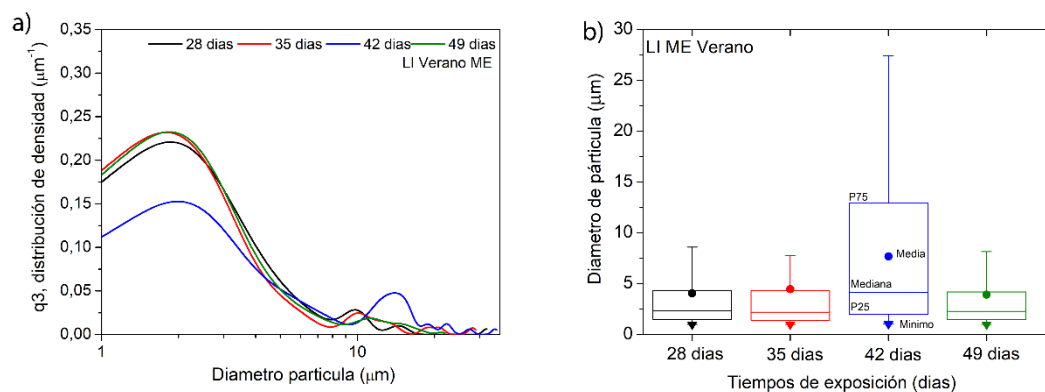 a)
0,35
0,30
0,25
0,20
0,15
0,10
0,05
0,00
q3, distribución de densidad (μm⁻¹)
28 dias 35 dias 42 dias 49 dias
LI Verano ME
1 10
Diametro particula (μm)
b)
LI ME Verano
30
25
20
15
10
5
0
Diametro de párticula (μm)
P75
Media
Mediana
P25
Minimo
28 dias 35 dias 42 dias 49 dias
Tiempos de exposición (dias)